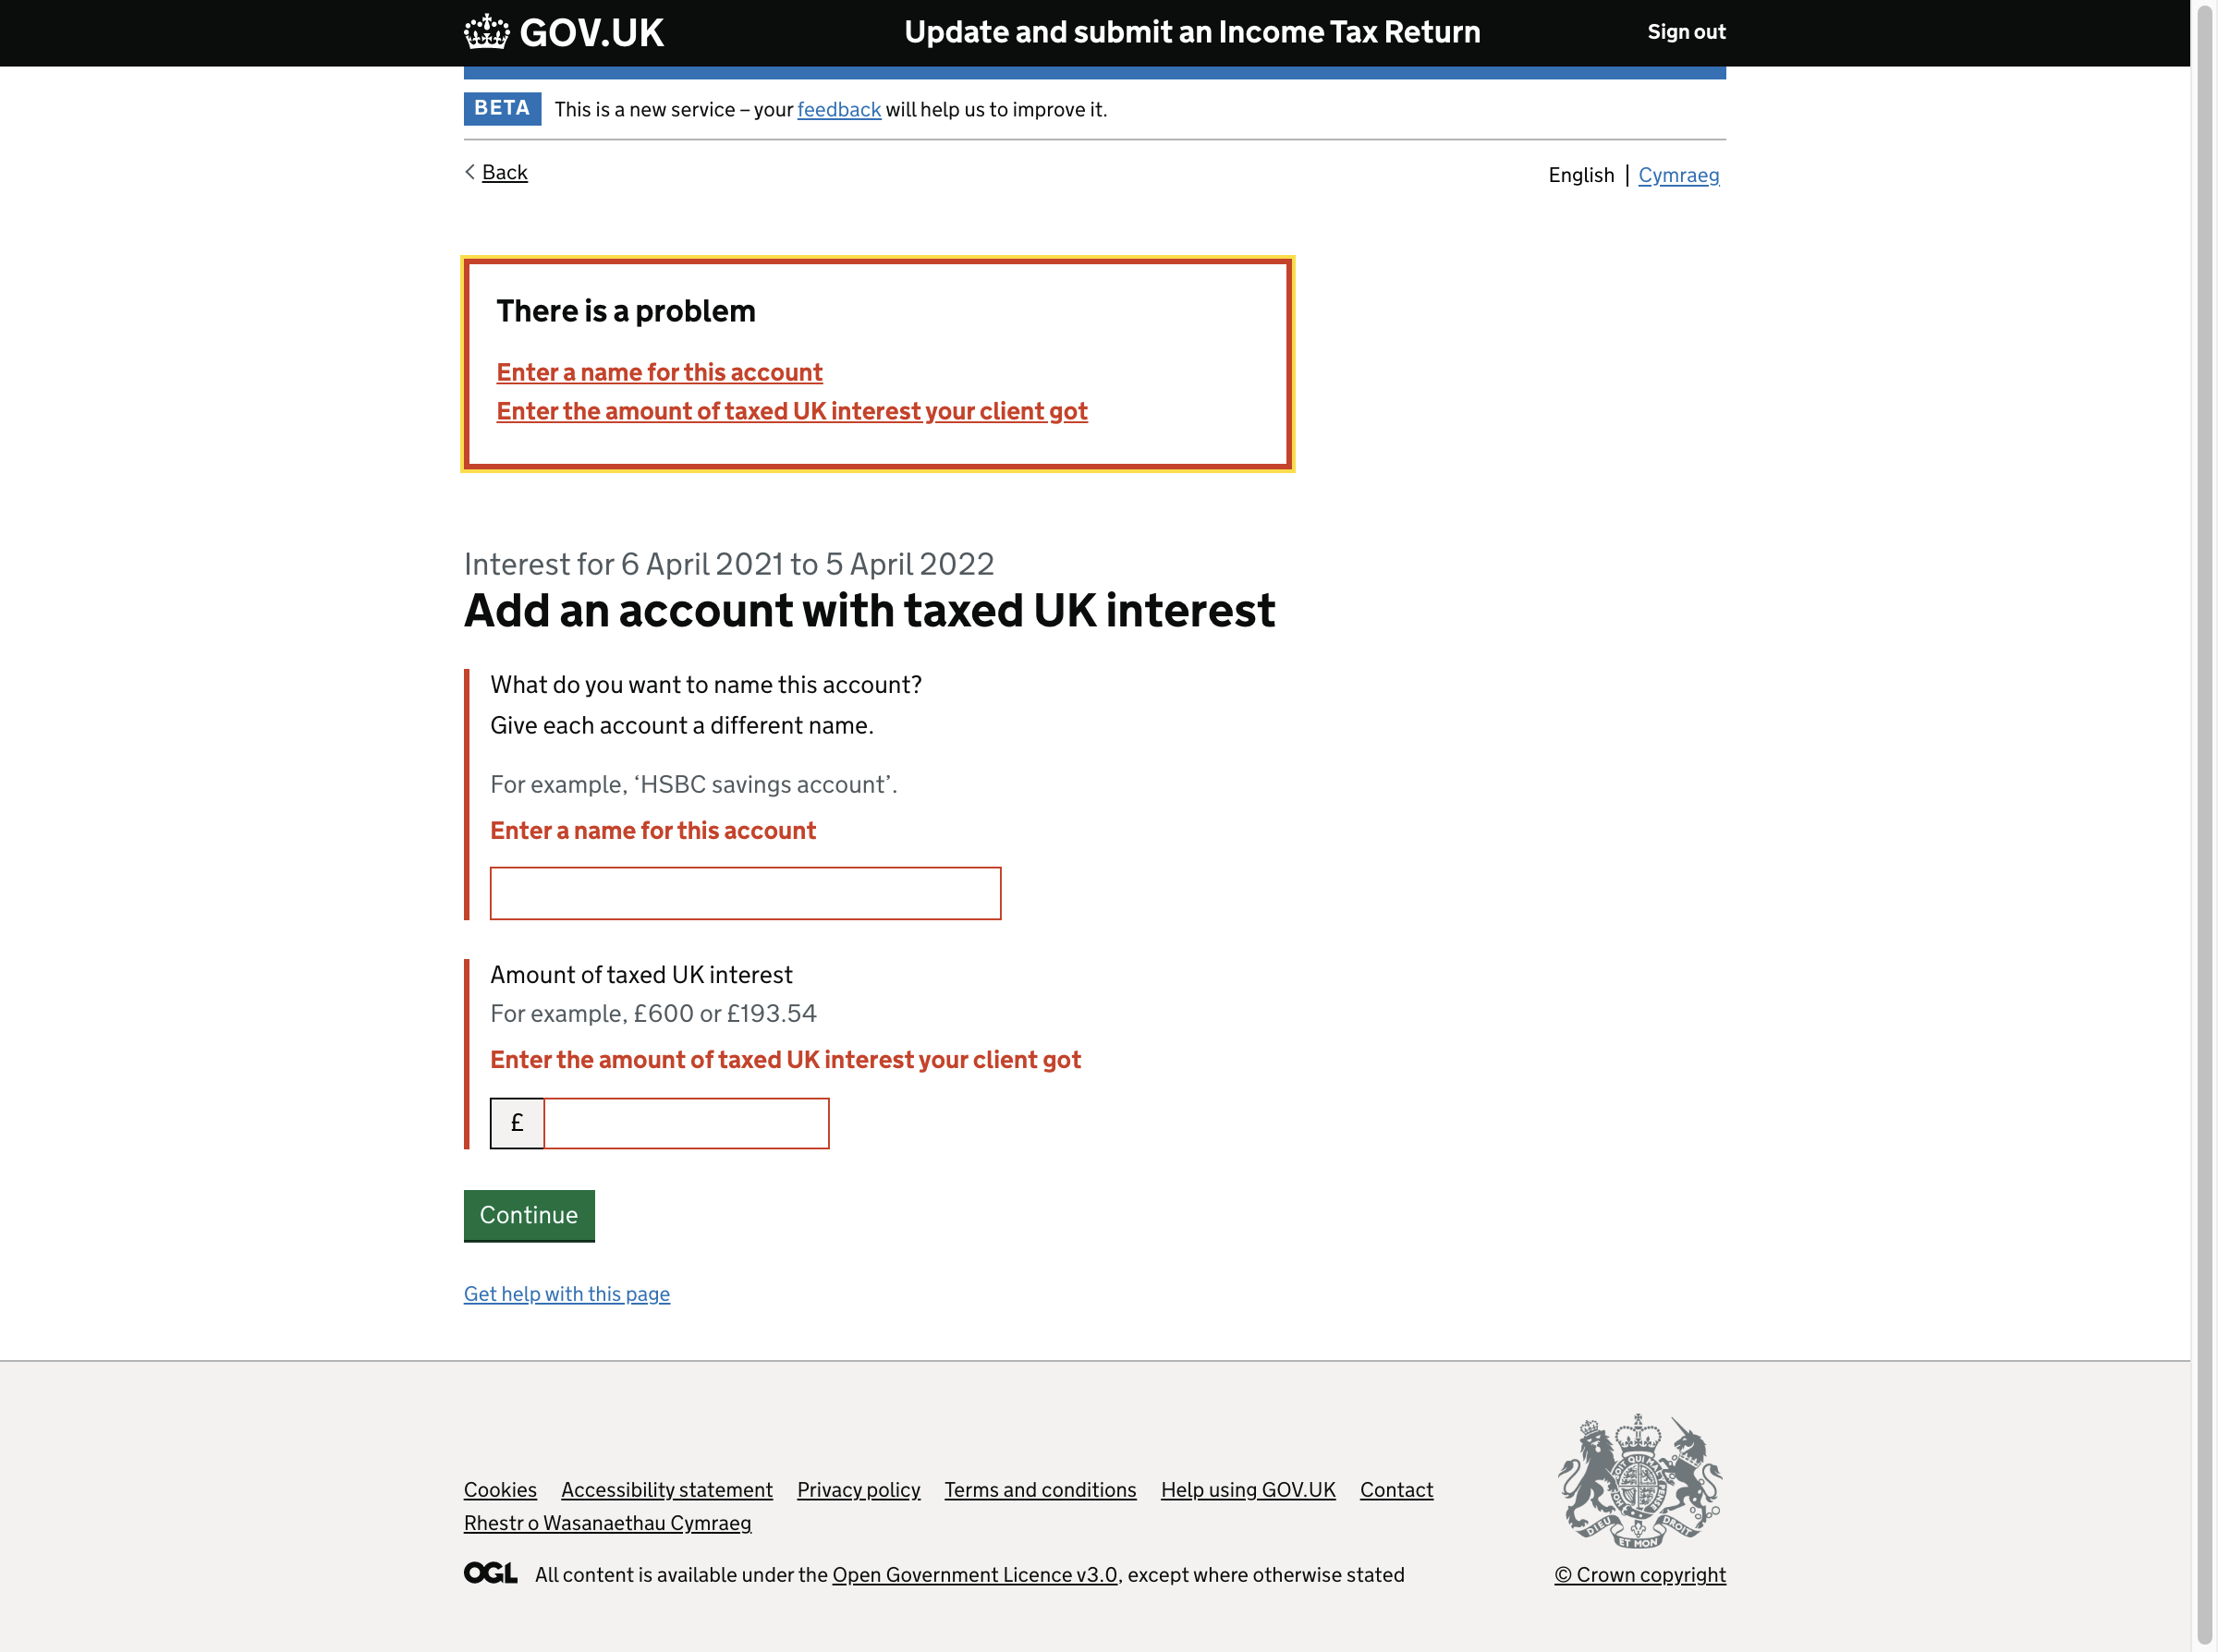 GOV.UK
Update and submit an Income Tax Return
Sign out
BETA This is a new service – your feedback will help us to improve it.
Back
English | Cymraeg
There is a problem
Enter a name for this account
Enter the amount of taxed UK interest your client got
Interest for 6 April 2021 to 5 April 2022
Add an account with taxed UK interest
What do you want to name this account?
Give each account a different name.
For example, ‘HSBC savings account’.
Enter a name for this account
Amount of taxed UK interest
For example, £600 or £193.54
Enter the amount of taxed UK interest your client got
£
Continue
Get help with this page
Cookies Accessibility statement Privacy policy Terms and conditions Help using GOV.UK Contact
Rhestr o Wasanaethau Cymraeg
DIEU ET MON DROIT
OGL All content is available under the Open Government Licence v3.0, except where otherwise stated
© Crown copyright